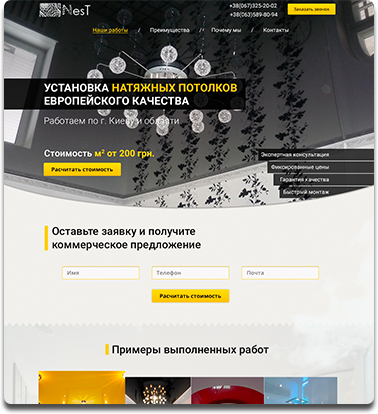 NesT
+38(067)325-20-02
+38(063)589-80-94
Заказать звонок
Наши работы // Преимущества // Почему мы // Контакты
УСТАНОВКА НАТЯЖНЫХ ПОТОЛКОВ
ЕВРОПЕЙСКОГО КАЧЕСТВА
Работаем по г. Киеву и области
Стоимость м² от 200 грн.
Расчитать стоимость
Экспертная консультация
Фиксированные цены
Гарантия качества
Быстрый монтаж
Оставьте заявку и получите
коммерческое предложение
Имя Телефон Почта
Расчитать стоимость
Примеры выполненных работ